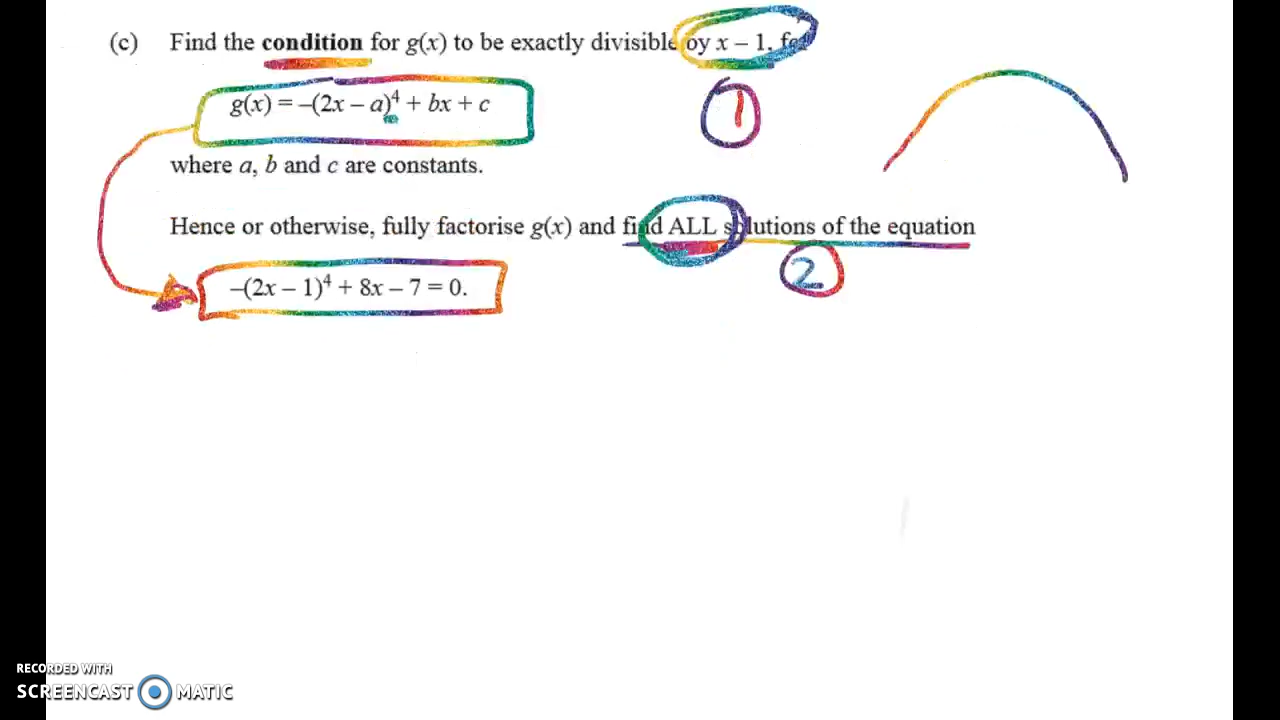 (c) Find the condition for g(x) to be exactly divisible by x – 1, for
1
g(x) = –(2x – a)⁴ + bx + c
where a, b and c are constants.
Hence or otherwise, fully factorise g(x) and find ALL solutions of the equation
2
–(2x – 1)⁴ + 8x – 7 = 0.
RECORDED WITH
SCREENCAST MATIC